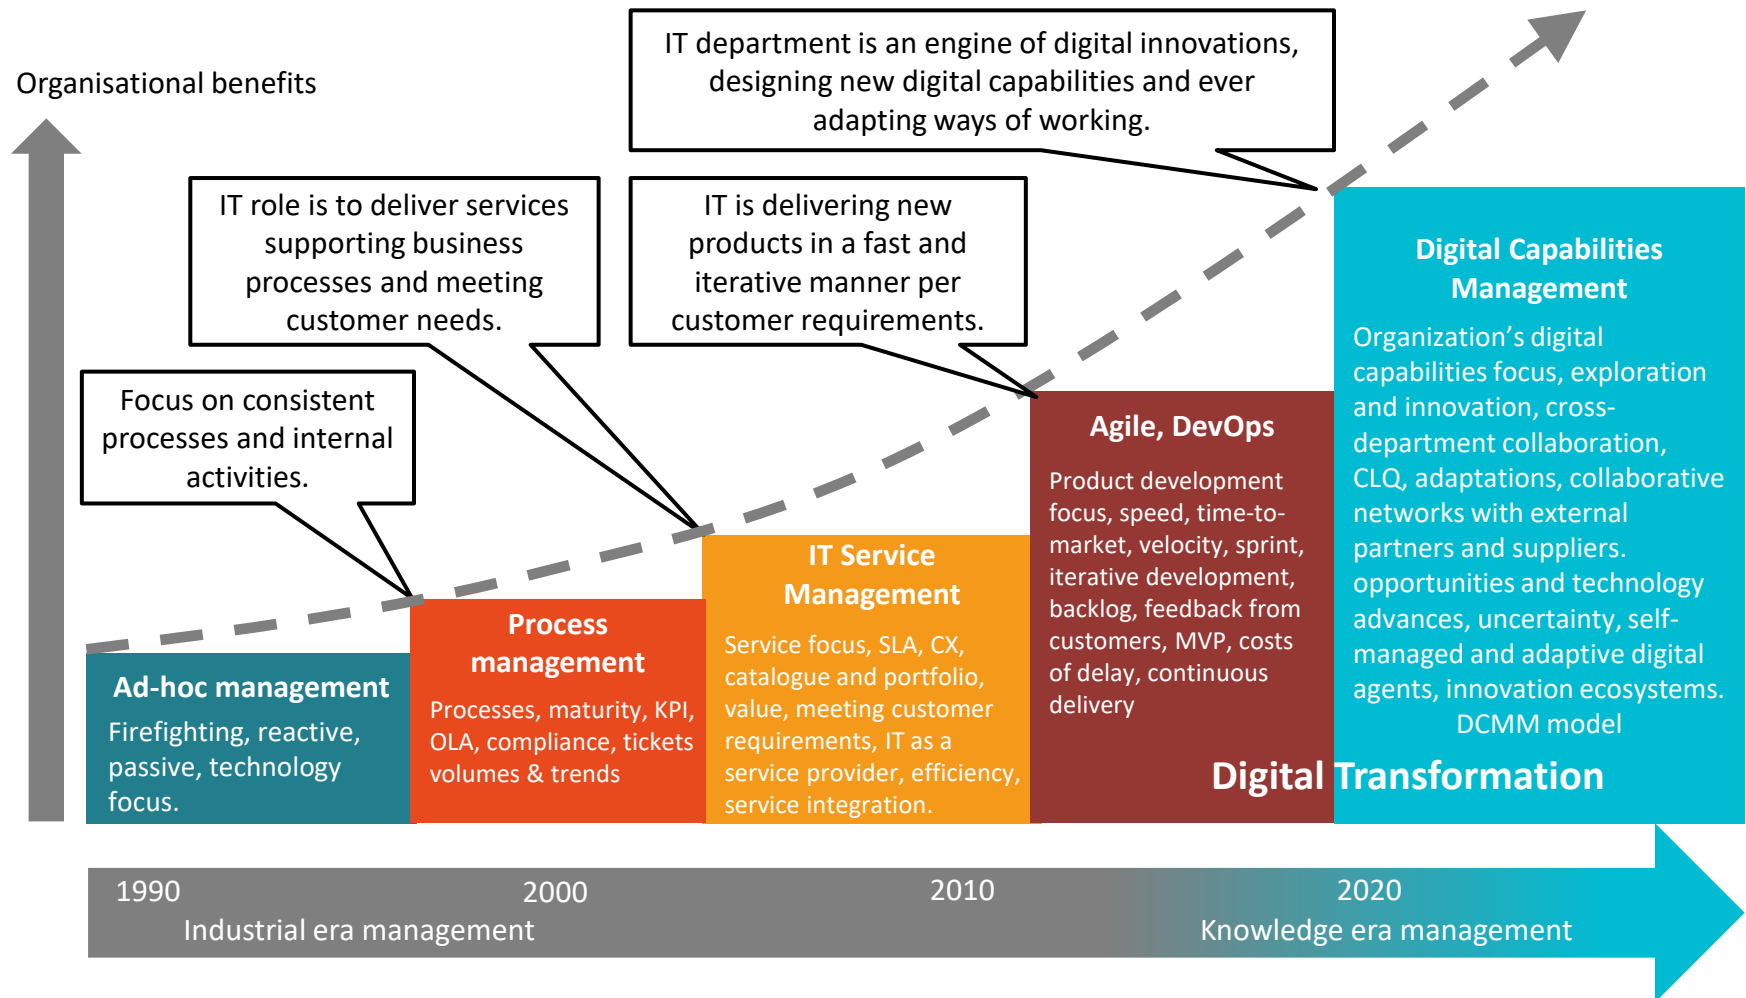 Organisational benefits
IT department is an engine of digital innovations,
designing new digital capabilities and ever
adapting ways of working.
IT role is to deliver services
supporting business
processes and meeting
customer needs.
IT is delivering new
products in a fast and
iterative manner per
customer requirements.
Focus on consistent
processes and internal
activities.
Ad-hoc management
Firefighting, reactive,
passive, technology
focus.
Process
management
Processes, maturity, KPI,
OLA, compliance, tickets
volumes & trends
IT Service
Management
Service focus, SLA, CX,
catalogue and portfolio,
value, meeting customer
requirements, IT as a
service provider, efficiency,
service integration.
Agile, DevOps
Product development
focus, speed, time-to-
market, velocity, sprint,
iterative development,
backlog, feedback from
customers, MVP, costs
of delay, continuous
delivery
Digital Capabilities
Management
Organization’s digital
capabilities focus, exploration
and innovation, cross-
department collaboration,
CLQ, adaptations, collaborative
networks with external
partners and suppliers.
opportunities and technology
advances, uncertainty, self-
managed and adaptive digital
agents, innovation ecosystems.
DCMM model
Digital Transformation
1990
2000
2010
2020
Industrial era management
Knowledge era management